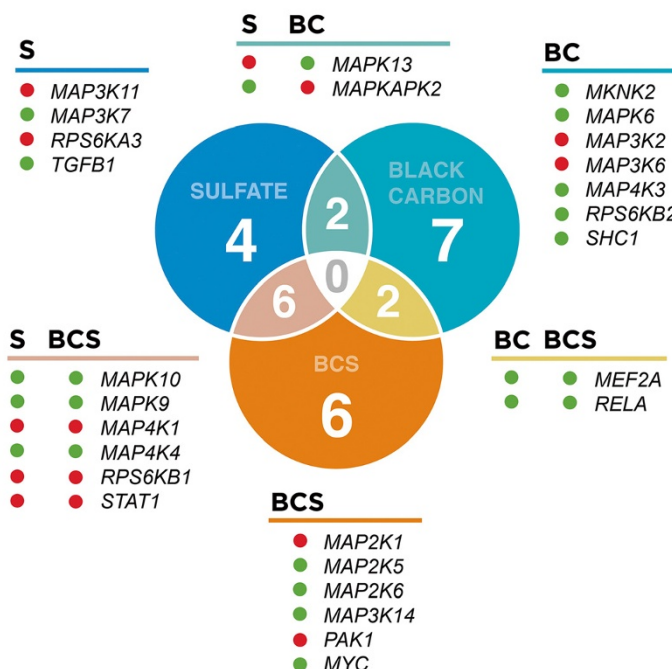 S
MAP3K11
MAP3K7
RPS6KA3
TGFB1
S BC
MAPK13
MAPKAPK2
BC
MKNK2
MAPK6
MAP3K2
MAP3K6
MAP4K3
RPS6KB2
SHC1
SULFATE
4
2
BLACK
CARBON
7
0
6
2
BCS
6
S BCS
MAPK10
MAPK9
MAP4K1
MAP4K4
RPS6KB1
STAT1
BC BCS
MEF2A
RELA
BCS
MAP2K1
MAP2K5
MAP2K6
MAP3K14
PAK1
MYC